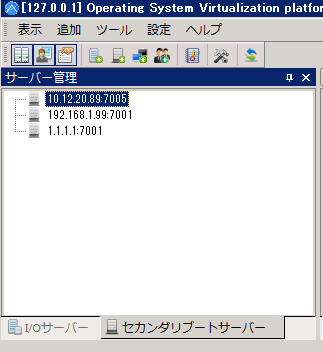 [127.0.0.1] Operating System Virtualization platfor
表示 追加 ツール 設定 ヘルプ
サーバー管理
10.12.20.89:7005
192.168.1.99:7001
1.1.1.1:7001
I/Oサーバー セカンダリブートサーバー